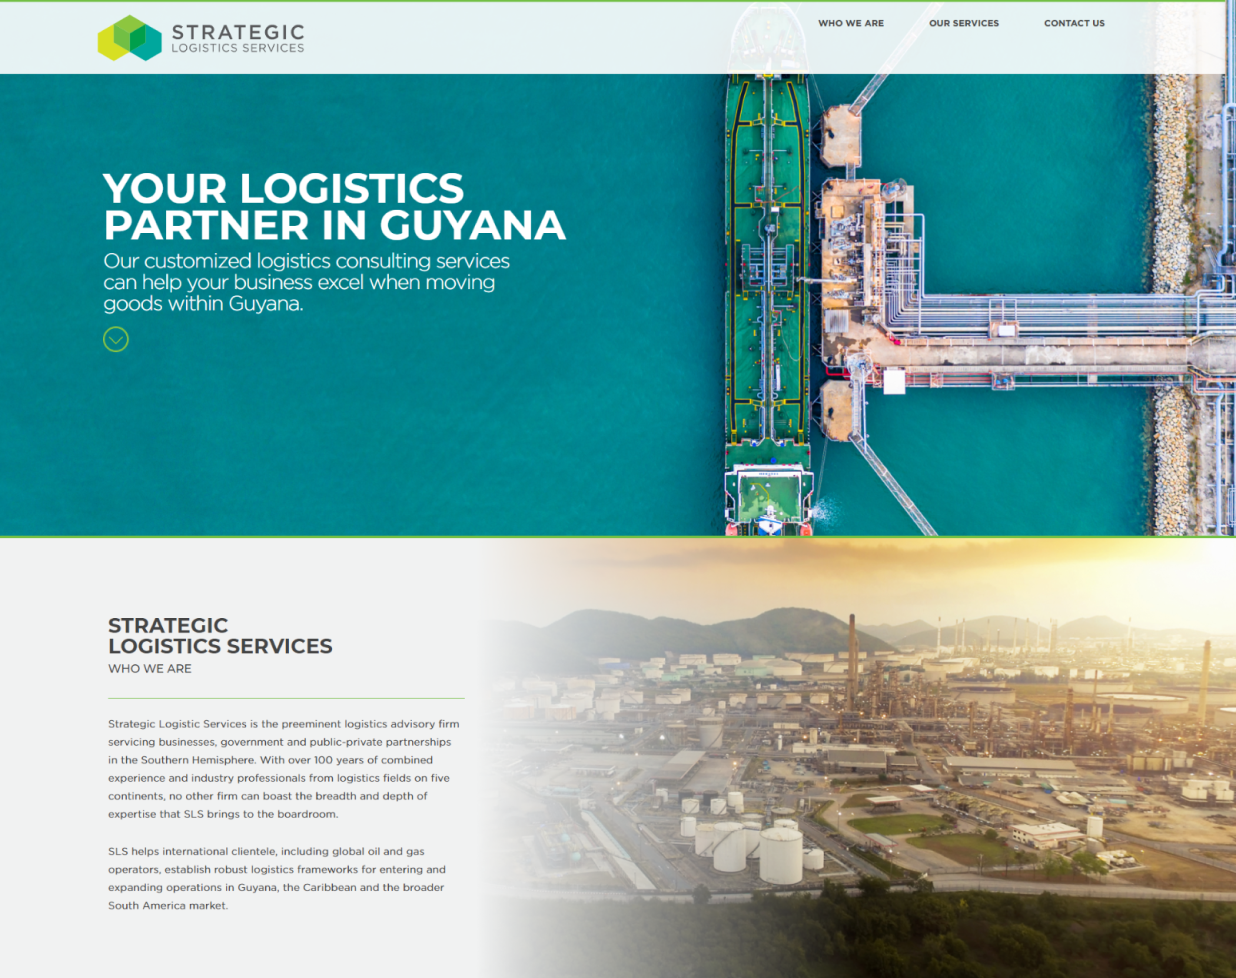 STRATEGIC
LOGISTICS SERVICES
WHO WE ARE
OUR SERVICES
CONTACT US
YOUR LOGISTICS
PARTNER IN GUYANA
Our customized logistics consulting services
can help your business excel when moving
goods within Guyana.
STRATEGIC
LOGISTICS SERVICES
WHO WE ARE
Strategic Logistic Services is the preeminent logistics advisory firm
servicing businesses, government and public-private partnerships
in the Southern Hemisphere. With over 100 years of combined
experience and industry professionals from logistics fields on five
continents, no other firm can boast the breadth and depth of
expertise that SLS brings to the boardroom.
SLS helps international clientele, including global oil and gas
operators, establish robust logistics frameworks for entering and
expanding operations in Guyana, the Caribbean and the broader
South America market.